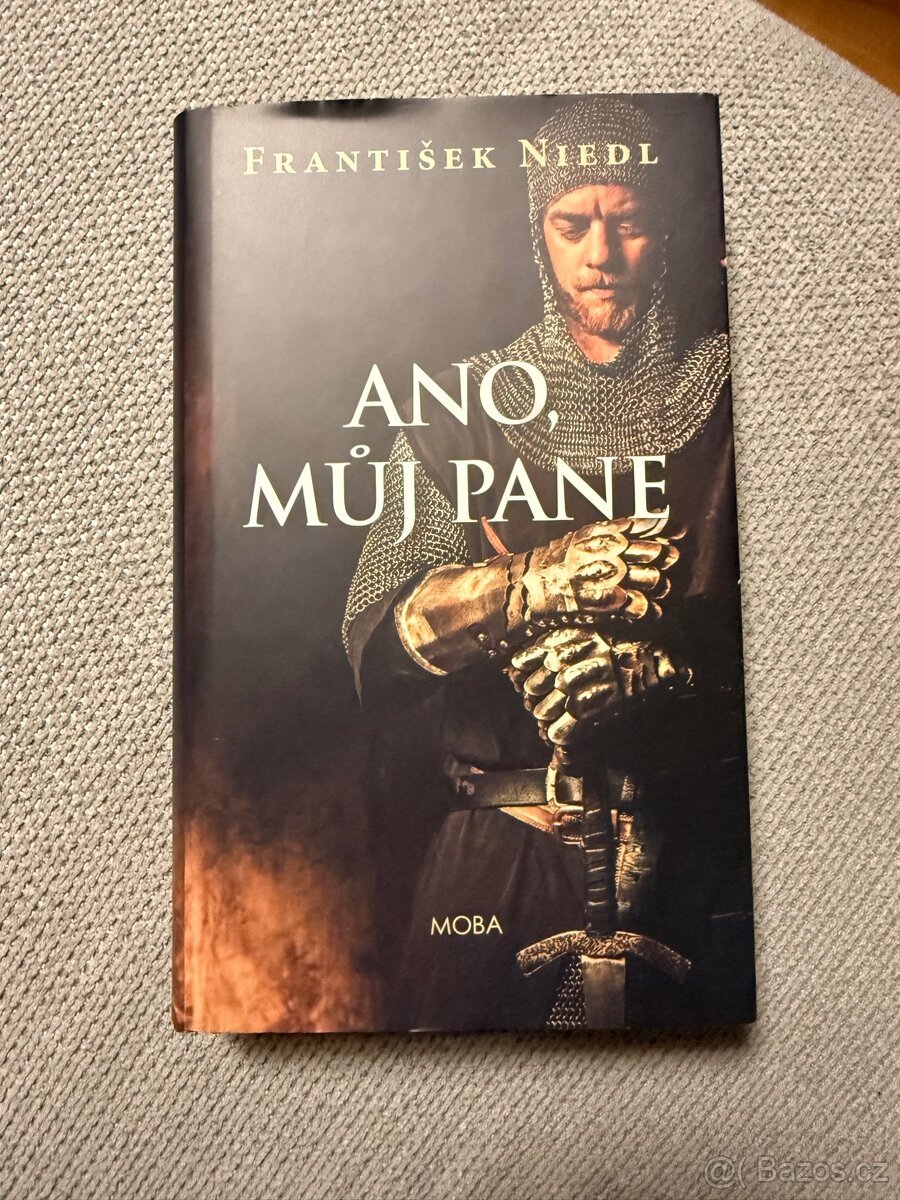 František Niedl
ANO,
MŮJ PANE
MOBA
@( Bazos.cz